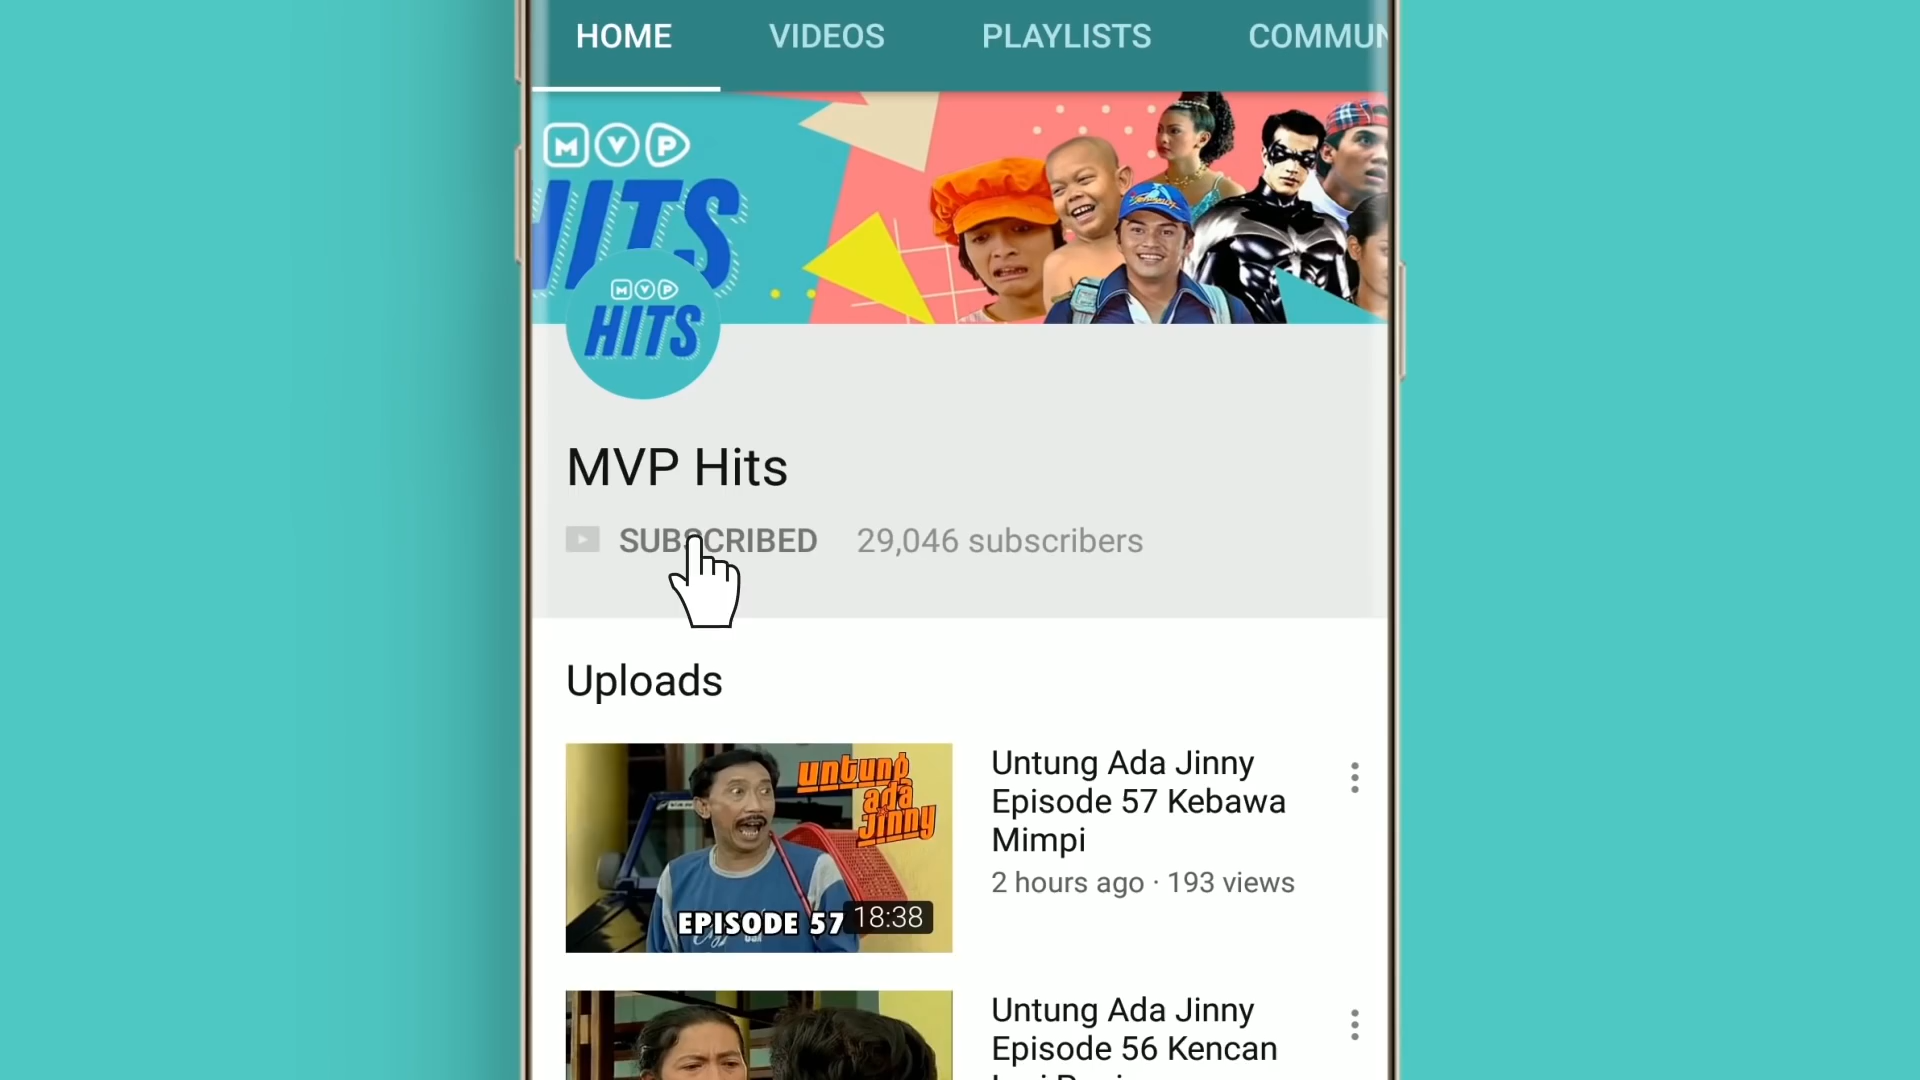 HOME VIDEOS PLAYLISTS COMMUN
MVP
HITS
MVP
HITS
MVP Hits
SUBSCRIBED 29,046 subscribers
Uploads
untung
ada
jinny
EPISODE 57
18:38
Untung Ada Jinny
Episode 57 Kebawa
Mimpi
2 hours ago · 193 views
Untung Ada Jinny
Episode 56 Kencan